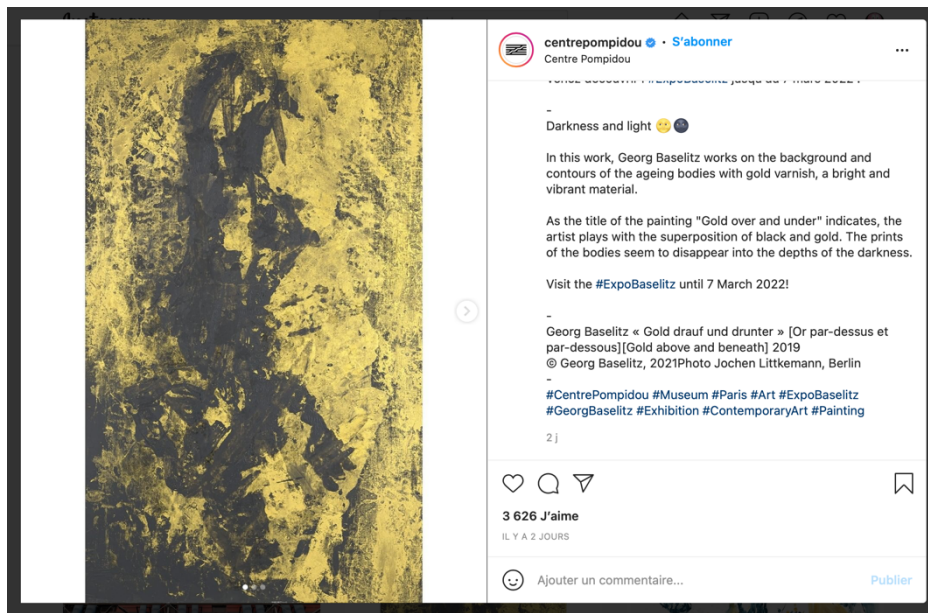 centrepompidou • S'abonner
Centre Pompidou
...
-
Darkness and light 🌝🌚
In this work, Georg Baselitz works on the background and
contours of the ageing bodies with gold varnish, a bright and
vibrant material.
As the title of the painting "Gold over and under" indicates, the
artist plays with the superposition of black and gold. The prints
of the bodies seem to disappear into the depths of the darkness.
Visit the #ExpoBaselitz until 7 March 2022!
-
Georg Baselitz « Gold drauf und drunter » [Or par-dessus et
par-dessous][Gold above and beneath] 2019
© Georg Baselitz, 2021Photo Jochen Littkemann, Berlin
-
#CentrePompidou #Museum #Paris #Art #ExpoBaselitz
#GeorgBaselitz #Exhibition #ContemporaryArt #Painting
2 j
3 626 J'aime
IL Y A 2 JOURS
Ajouter un commentaire...
Publier